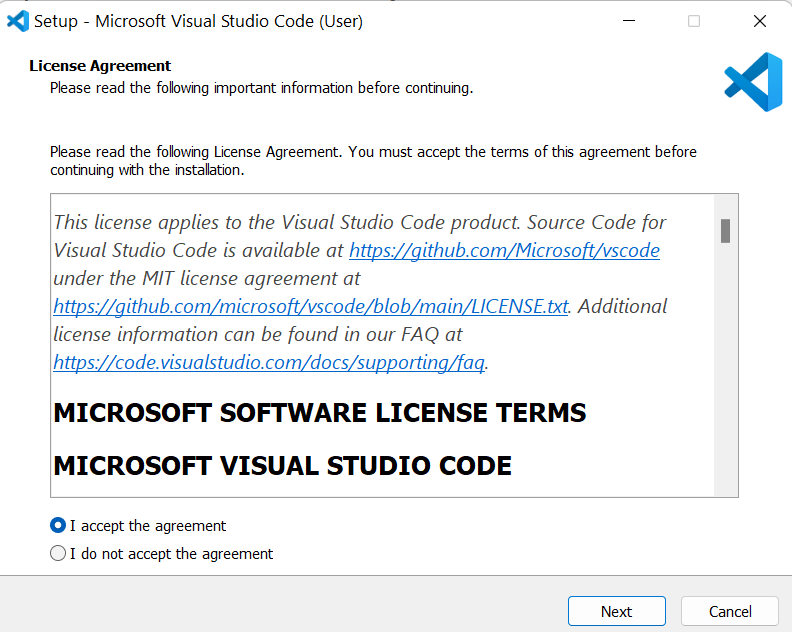 Setup - Microsoft Visual Studio Code (User)
License Agreement
Please read the following important information before continuing.
Please read the following License Agreement. You must accept the terms of this agreement before
continuing with the installation.
This license applies to the Visual Studio Code product. Source Code for
Visual Studio Code is available at https://github.com/Microsoft/vscode
under the MIT license agreement at
https://github.com/microsoft/vscode/blob/main/LICENSE.txt. Additional
license information can be found in our FAQ at
https://code.visualstudio.com/docs/supporting/faq.
MICROSOFT SOFTWARE LICENSE TERMS
MICROSOFT VISUAL STUDIO CODE
I accept the agreement
I do not accept the agreement
Next Cancel